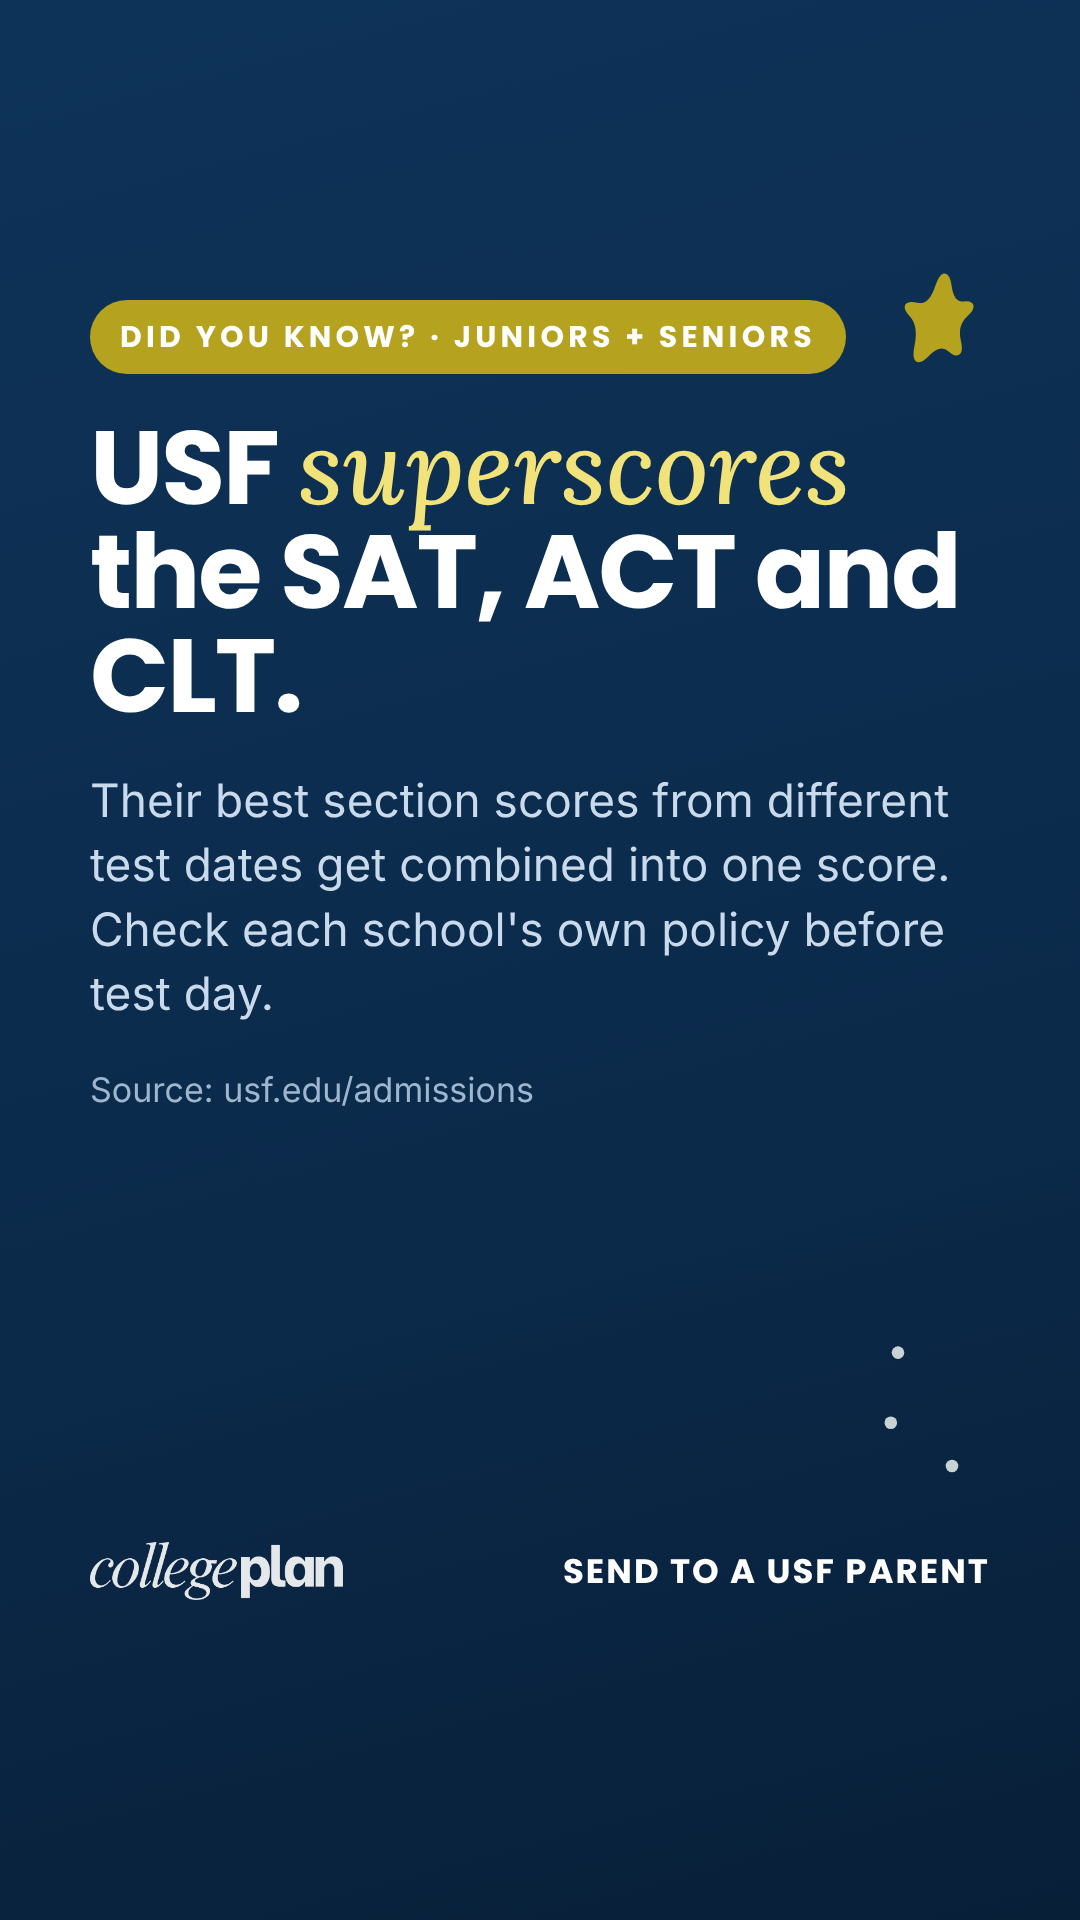 DID YOU KNOW? · JUNIORS + SENIORS
USF superscores
the SAT, ACT and
CLT.
Their best section scores from different
test dates get combined into one score.
Check each school's own policy before
test day.
Source: usf.edu/admissions
collegeplan
SEND TO A USF PARENT